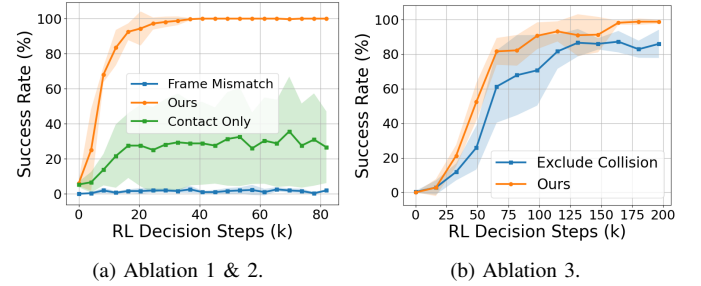 Success Rate (%)
100
80
60
40
20
0
Frame Mismatch
Ours
Contact Only
0 20 40 60 80
RL Decision Steps (k)
(a) Ablation 1 & 2.
Success Rate (%)
100
80
60
40
20
0
Exclude Collision
Ours
0 25 50 75 100 125 150 175 200
RL Decision Steps (k)
(b) Ablation 3.